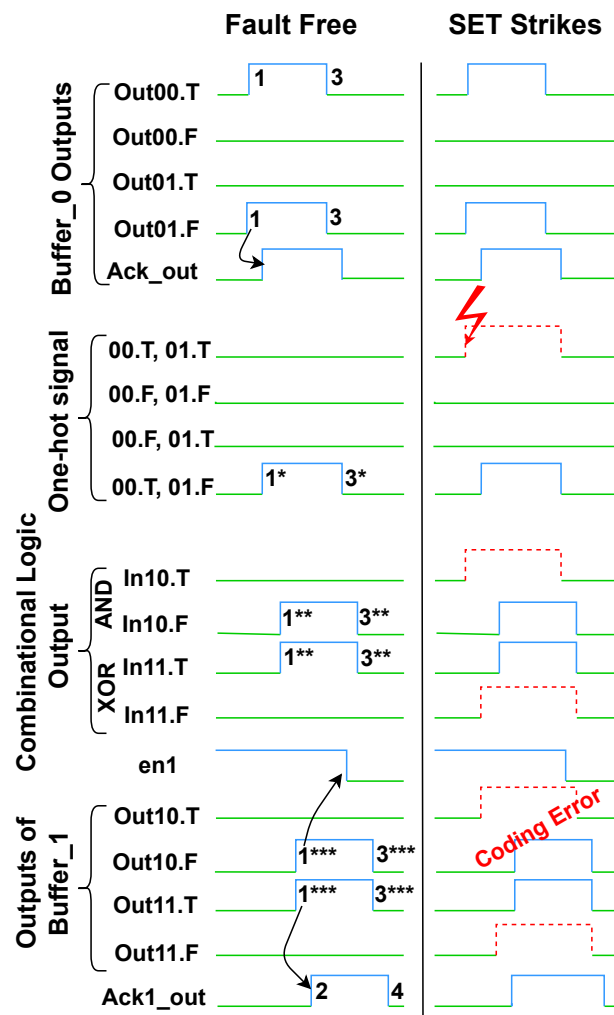 Fault Free
SET Strikes
Buffer_0 Outputs
Out00.T
1
3
Out00.F
Out01.T
Out01.F
1
3
Ack_out
One-hot signal
00.T, 01.T
00.F, 01.F
00.F, 01.T
00.T, 01.F
1*
3*
Combinational Logic
Output
AND
XOR
In10.T
In10.F
1**
3**
In11.T
1**
3**
In11.F
en1
Outputs of
Buffer_1
Out10.T
Coding Error
Out10.F
1***
3***
Out11.T
1***
3***
Out11.F
Ack1_out
2
4